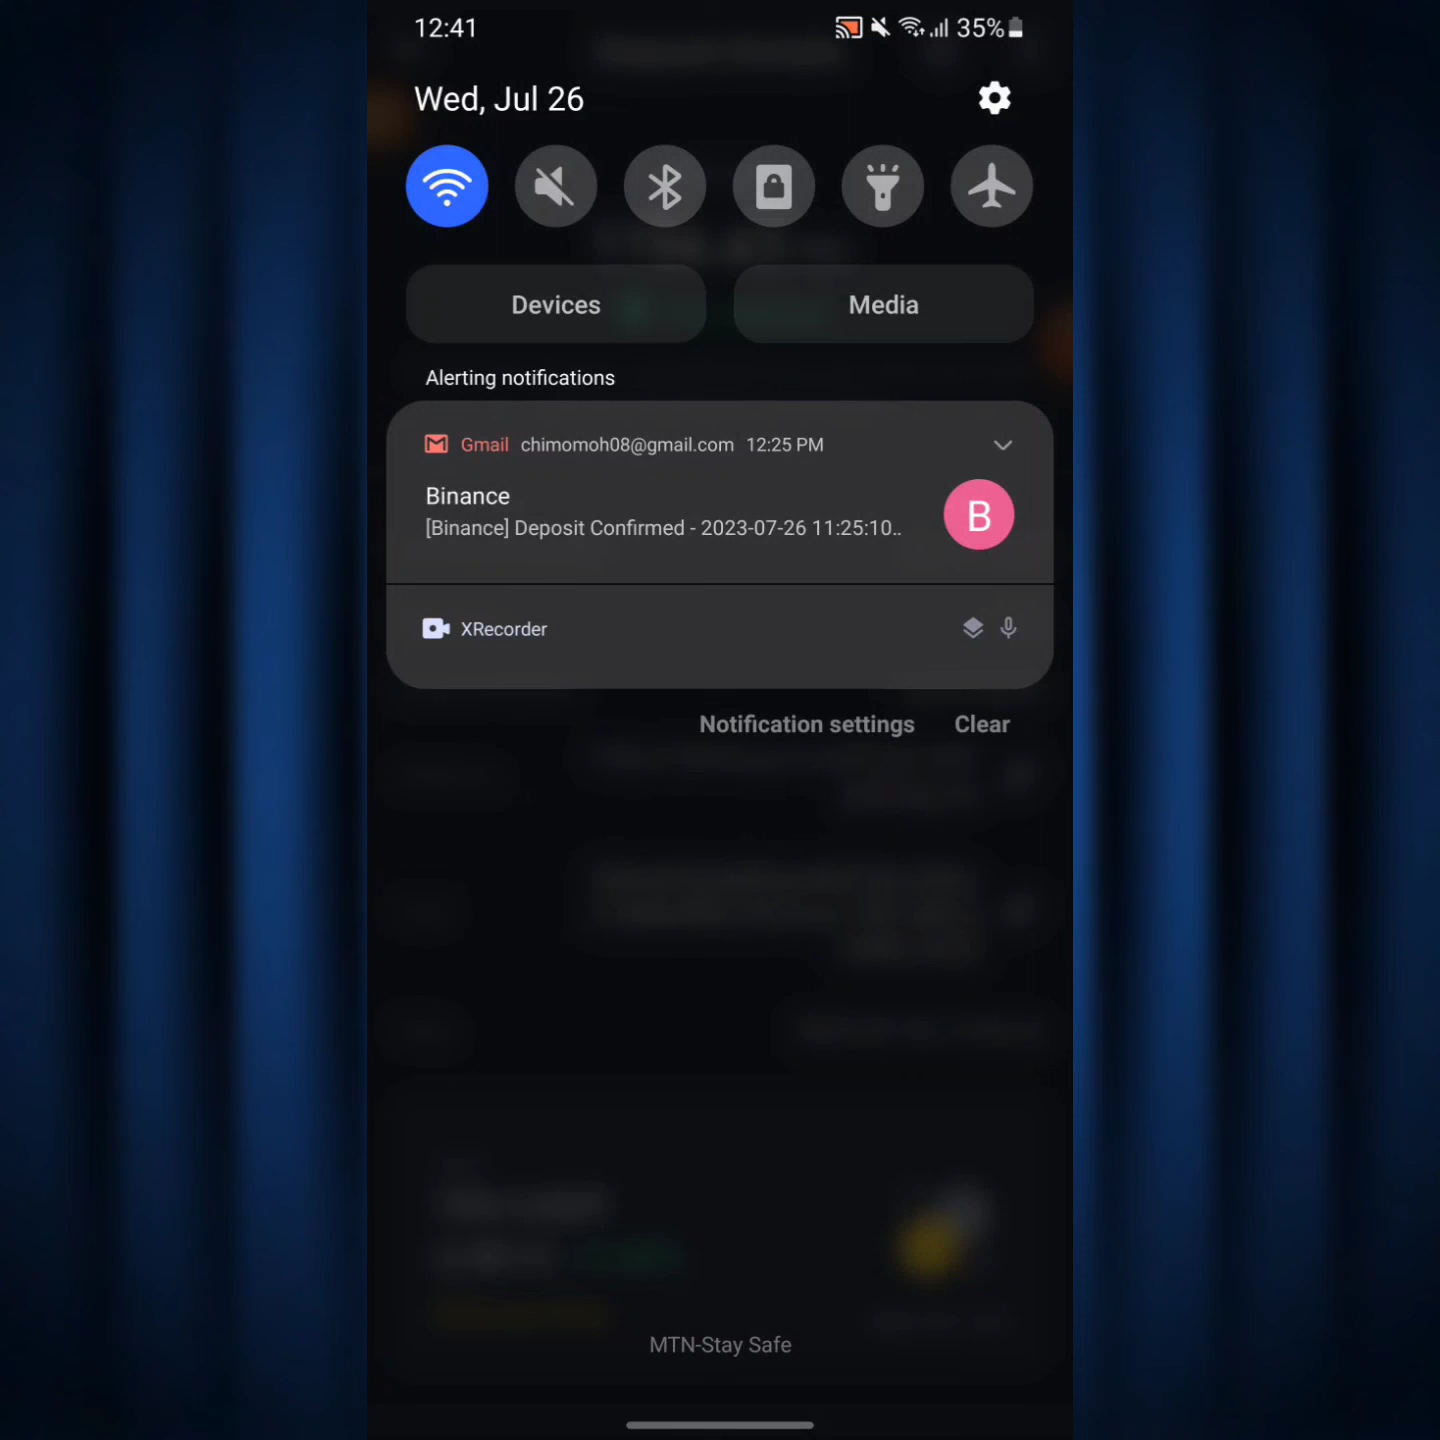 12:41
35%
Wed, Jul 26
Devices
Media
Alerting notifications
Gmail chimomoh08@gmail.com 12:25 PM
Binance
[Binance] Deposit Confirmed - 2023-07-26 11:25:10..
B
XRecorder
Notification settings
Clear
MTN-Stay Safe